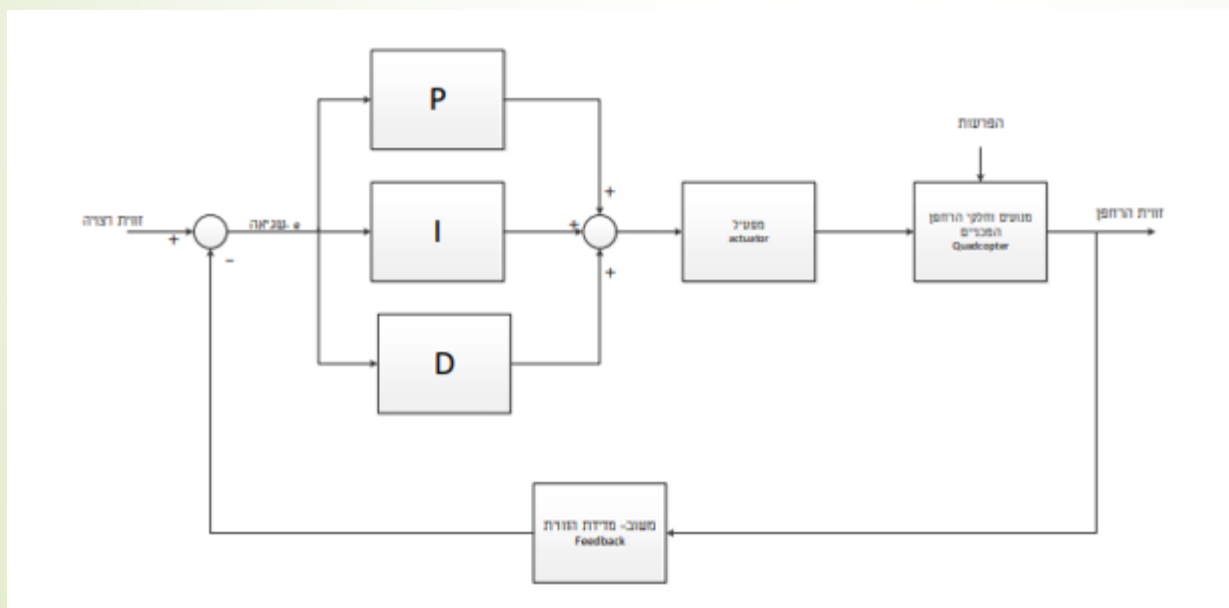 P
הפרעות
זווית רצויה
+
-
שגיאה- e
I
+
+
+
מפעיל
actuator
מנועים וחלקי הרחפן
המכניים
Quadcopter
זווית הרחפן
D
משוב- מדידת הזווית
Feedback